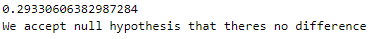 0.29330606382987284
We accept null hypothesis that theres no difference